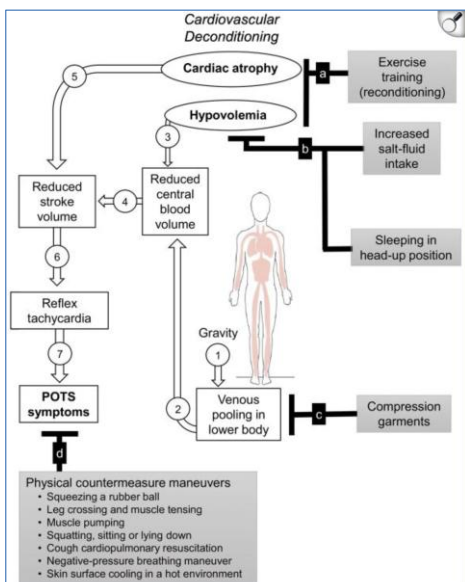 Cardiovascular
Deconditioning
Cardiac atrophy
5
a
Exercise
training
(reconditioning)
Hypovolemia
3
b
Increased
salt-fluid
intake
Reduced
stroke
volume
4
Reduced
central
blood
volume
Sleeping in
head-up position
6
Reflex
tachycardia
Gravity
1
7
POTS
symptoms
2
Venous
pooling in
lower body
c
Compression
garments
d
Physical countermeasure maneuvers
• Squeezing a rubber ball
• Leg crossing and muscle tensing
• Muscle pumping
• Squatting, sitting or lying down
• Cough cardiopulmonary resuscitation
• Negative-pressure breathing maneuver
• Skin surface cooling in a hot environment